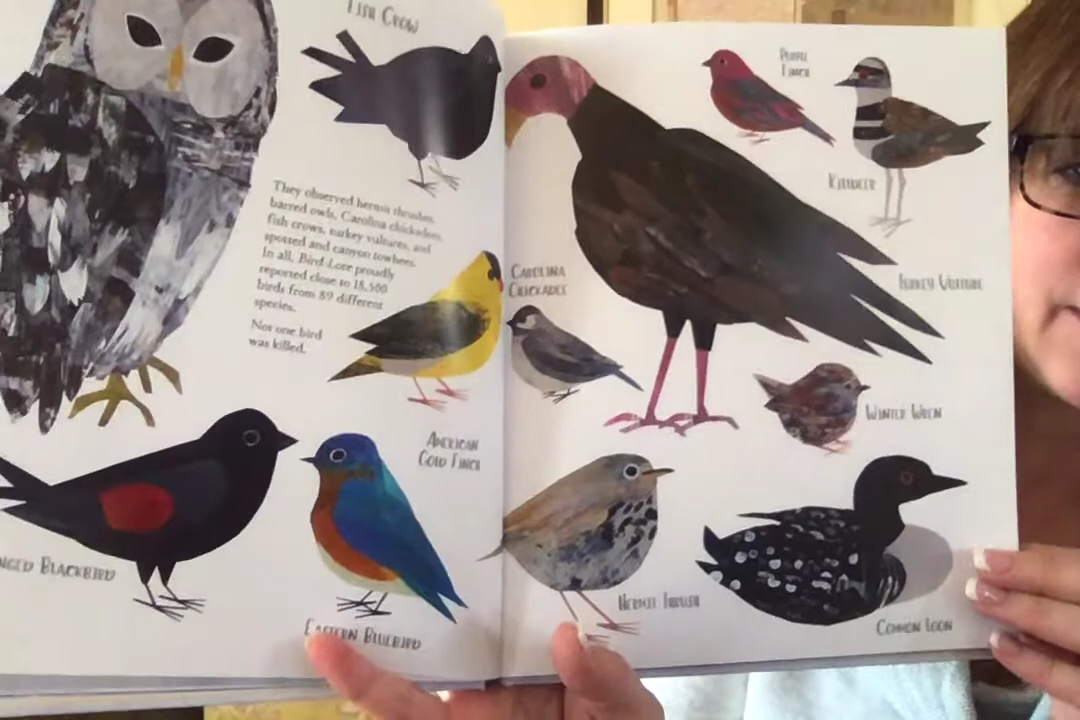 Fish Crow
They observed hermit thrushes,
barred owls, Carolina chickadees,
fish crows, turkey vultures, and
spotted and canyon towhees.
In all, Bird-Lore proudly
reported close to 18,500
birds from 89 different
species.
Not one bird
was killed.
American
Gold Finch
nged Blackbird
Eastern Bluebird
Purple
Finch
Killdeer
Carolina
Chickadee
Turkey Vulture
Winter Wren
Hermit Thrush
Common Loon